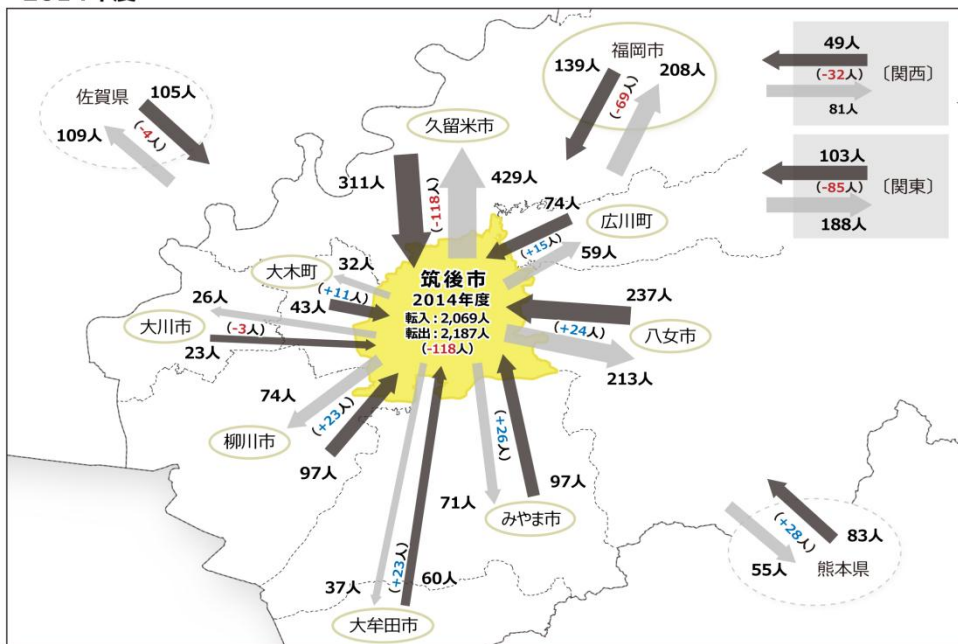 佐賀県
105人
(-4人)
109人
久留米市
311人
(-118人)
429人
福岡市
139人
208人
(-69人)
49人
(-32人)
〔関西〕
81人
103人
(-85人)
〔関東〕
188人
74人
(+15人)
広川町
59人
大木町
32人
(+11人)
43人
26人
大川市
(-3人)
23人
筑後市
2014年度
転入：2,069人
転出：2,187人
(-118人)
237人
(+24人)
八女市
213人
74人
(+23人)
柳川市
97人
71人
(+26人)
97人
みやま市
37人
(+23人)
60人
大牟田市
(+28人)
83人
55人
熊本県